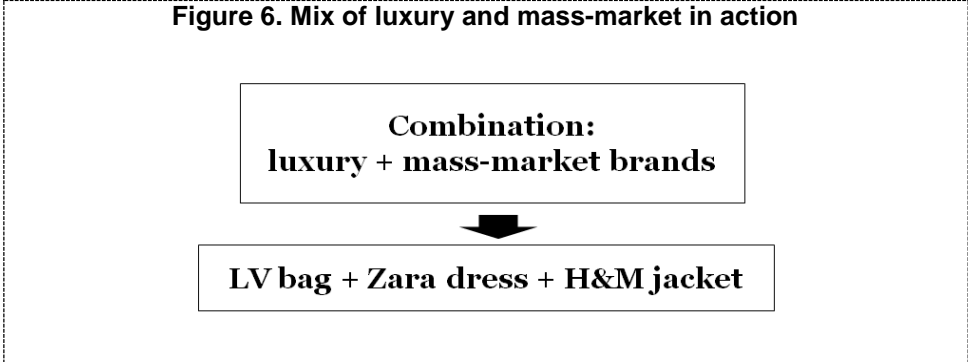 Figure 6. Mix of luxury and mass-market in action
Combination:
luxury + mass-market brands
LV bag + Zara dress + H&M jacket